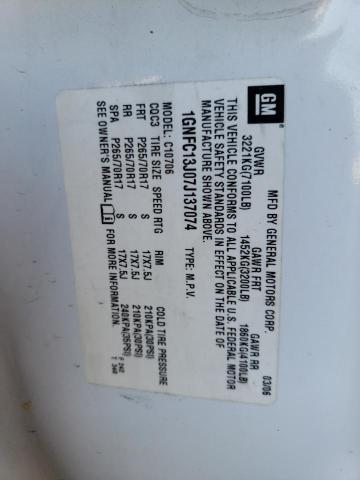 GM
MFD BY GENERAL MOTORS CORP.
03/06
GVWR GAWR FRT GAWR RR
3221KG(7100LB) 1452KG(3200LB) 1860KG(4100LB)
THIS VEHICLE CONFORMS TO ALL APPLICABLE U.S. FEDERAL MOTOR
VEHICLE SAFETY STANDARDS IN EFFECT ON THE DATE OF
MANUFACTURE SHOWN ABOVE.
1GNFC13J07J137074 TYPE: M.P.V.
MODEL: C10706
CQC3 TIRE SIZE SPEED RTG RIM COLD TIRE PRESSURE
FRT P265/70R17 S 17X7.5J 210KPA(30PSI)
RR P265/70R17 S 17X7.5J 210KPA(30PSI)
SPA P265/70R17 S 17X7.5J 240KPA(35PSI)
SEE OWNER'S MANUAL FOR MORE INFORMATION.